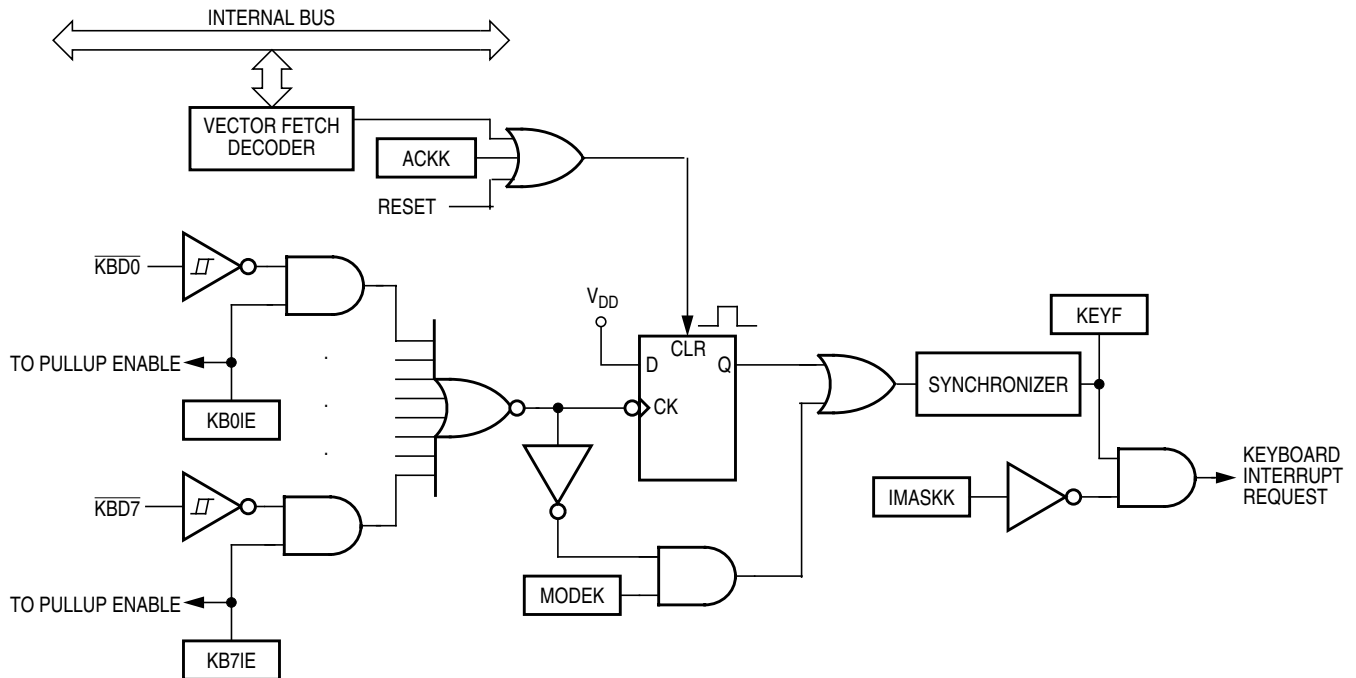 INTERNAL BUS
VECTOR FETCH
DECODER
ACKK
RESET
KBD0
V_DD
CLR
D
Q
CK
KEYF
TO PULLUP ENABLE
SYNCHRONIZER
KB0IE
KBD7
IMASKK
KEYBOARD
INTERRUPT
REQUEST
MODEK
TO PULLUP ENABLE
KB7IE